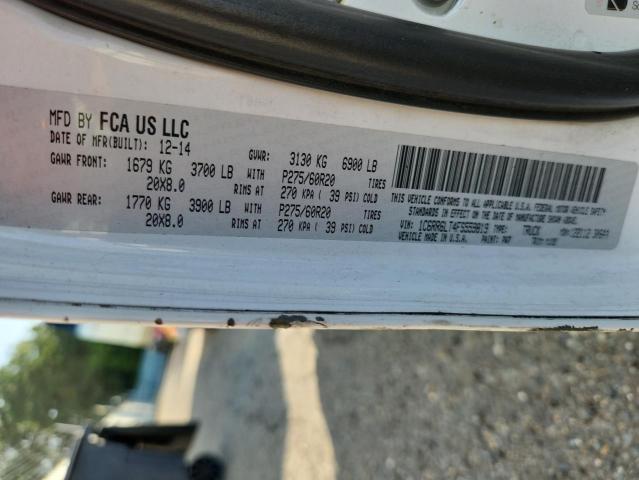 MFD BY FCA US LLC
DATE OF MFR(BUILT): 12-14 GVWR: 3130 KG 6900 LB
GAWR FRONT: 1679 KG 3700 LB WITH P275/60R20 TIRES
20X8.0 RIMS AT 270 KPA ( 39 PSI) COLD
GAWR REAR: 1770 KG 3900 LB WITH P275/60R20 TIRES
20X8.0 RIMS AT 270 KPA ( 39 PSI) COLD
THIS VEHICLE CONFORMS TO ALL APPLICABLE U.S.A. FEDERAL MOTOR VEHICLE SAFETY
STANDARDS IN EFFECT IN U.S.A. ON THE DATE OF MANUFACTURE SHOWN ABOVE.
VIN: TYPE: TRUCK
VEHICLE MADE IN U.S.A. PAINT: PW7